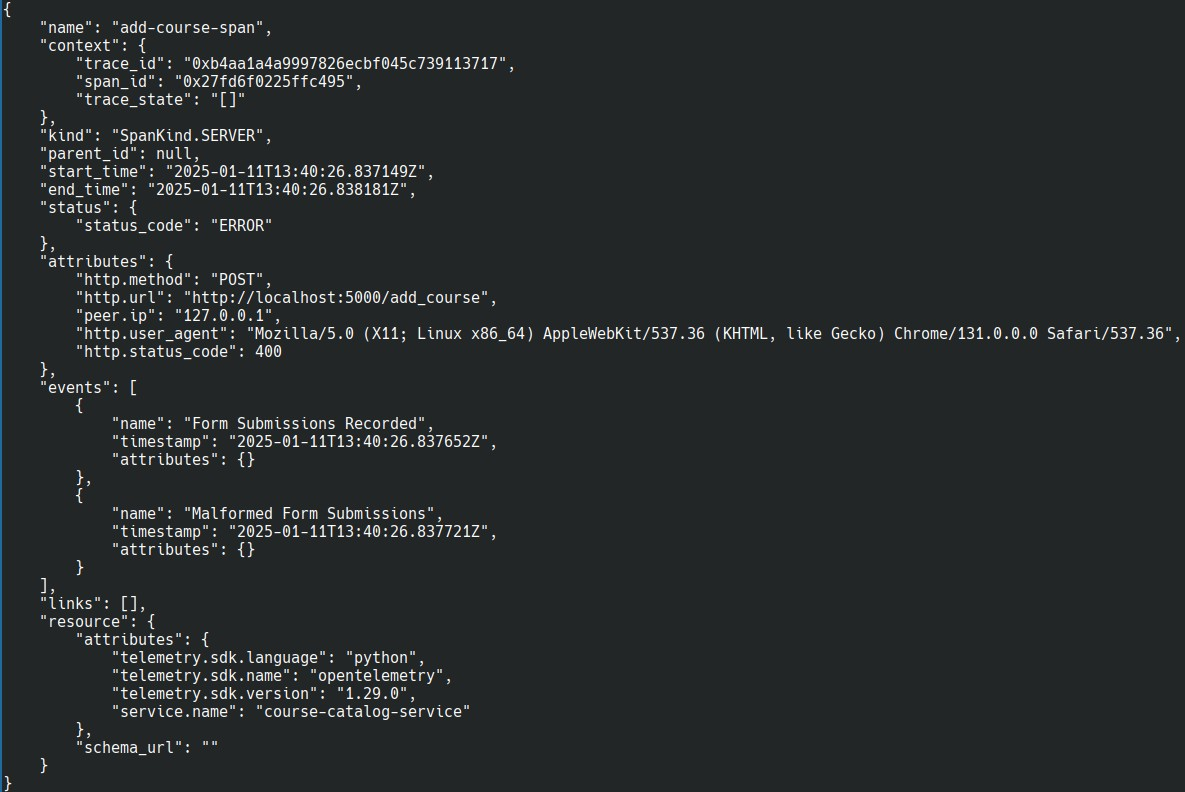 {
    "name": "add-course-span",
    "context": {
        "trace_id": "0xb4aa1a4a9997826ecbf045c739113717",
        "span_id": "0x27fd6f0225ffc495",
        "trace_state": "[]"
    },
    "kind": "SpanKind.SERVER",
    "parent_id": null,
    "start_time": "2025-01-11T13:40:26.837149Z",
    "end_time": "2025-01-11T13:40:26.838181Z",
    "status": {
        "status_code": "ERROR"
    },
    "attributes": {
        "http.method": "POST",
        "http.url": "http://localhost:5000/add_course",
        "peer.ip": "127.0.0.1",
        "http.user_agent": "Mozilla/5.0 (X11; Linux x86_64) AppleWebKit/537.36 (KHTML, like Gecko) Chrome/131.0.0.0 Safari/537.36",
        "http.status_code": 400
    },
    "events": [
        {
            "name": "Form Submissions Recorded",
            "timestamp": "2025-01-11T13:40:26.837652Z",
            "attributes": {}
        },
        {
            "name": "Malformed Form Submissions",
            "timestamp": "2025-01-11T13:40:26.837721Z",
            "attributes": {}
        }
    ],
    "links": [],
    "resource": {
        "attributes": {
            "telemetry.sdk.language": "python",
            "telemetry.sdk.name": "opentelemetry",
            "telemetry.sdk.version": "1.29.0",
            "service.name": "course-catalog-service"
        },
        "schema_url": ""
    }
}